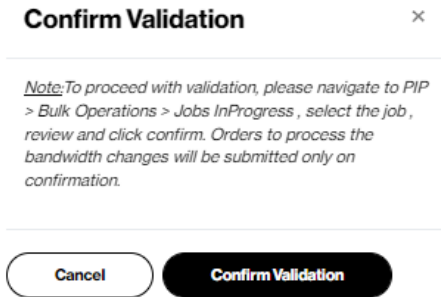 Confirm Validation
×
Note:To proceed with validation, please navigate to PIP
> Bulk Operations > Jobs InProgress , select the job ,
review and click confirm. Orders to process the
bandwidth changes will be submitted only on
confirmation.
Cancel
Confirm Validation